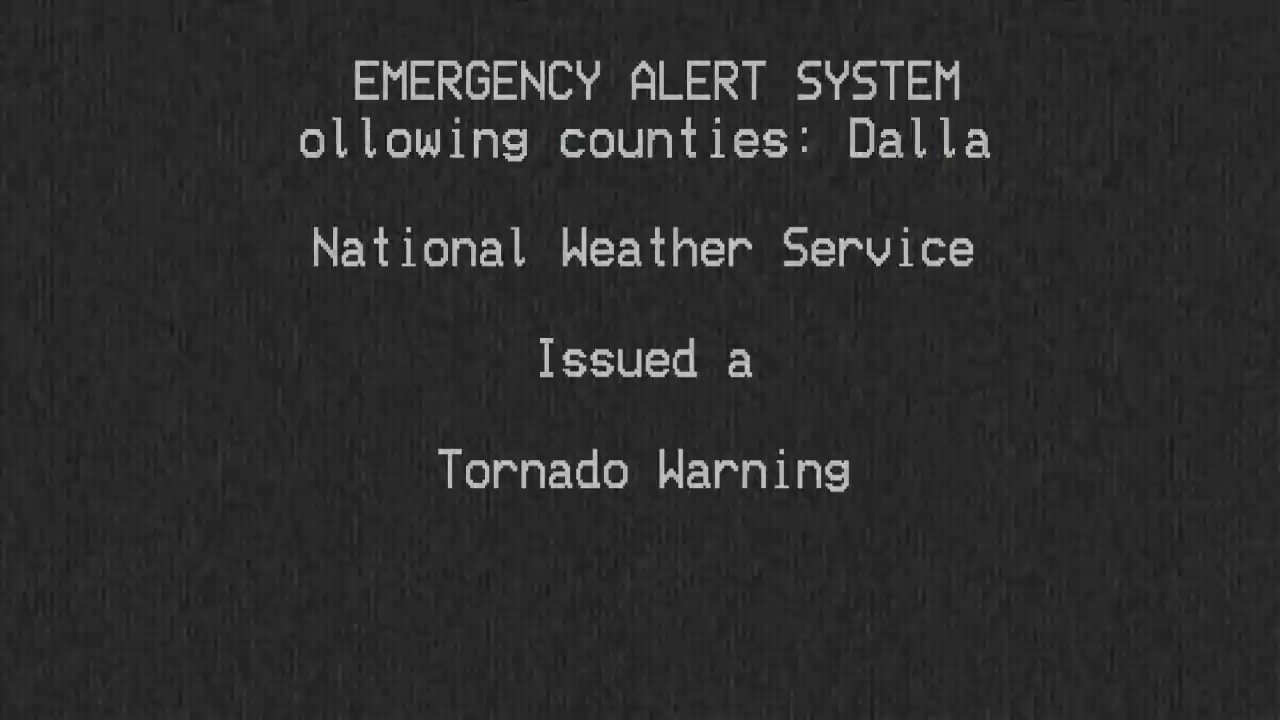 EMERGENCY ALERT SYSTEM
ollowing counties: Dalla
National Weather Service
Issued a
Tornado Warning